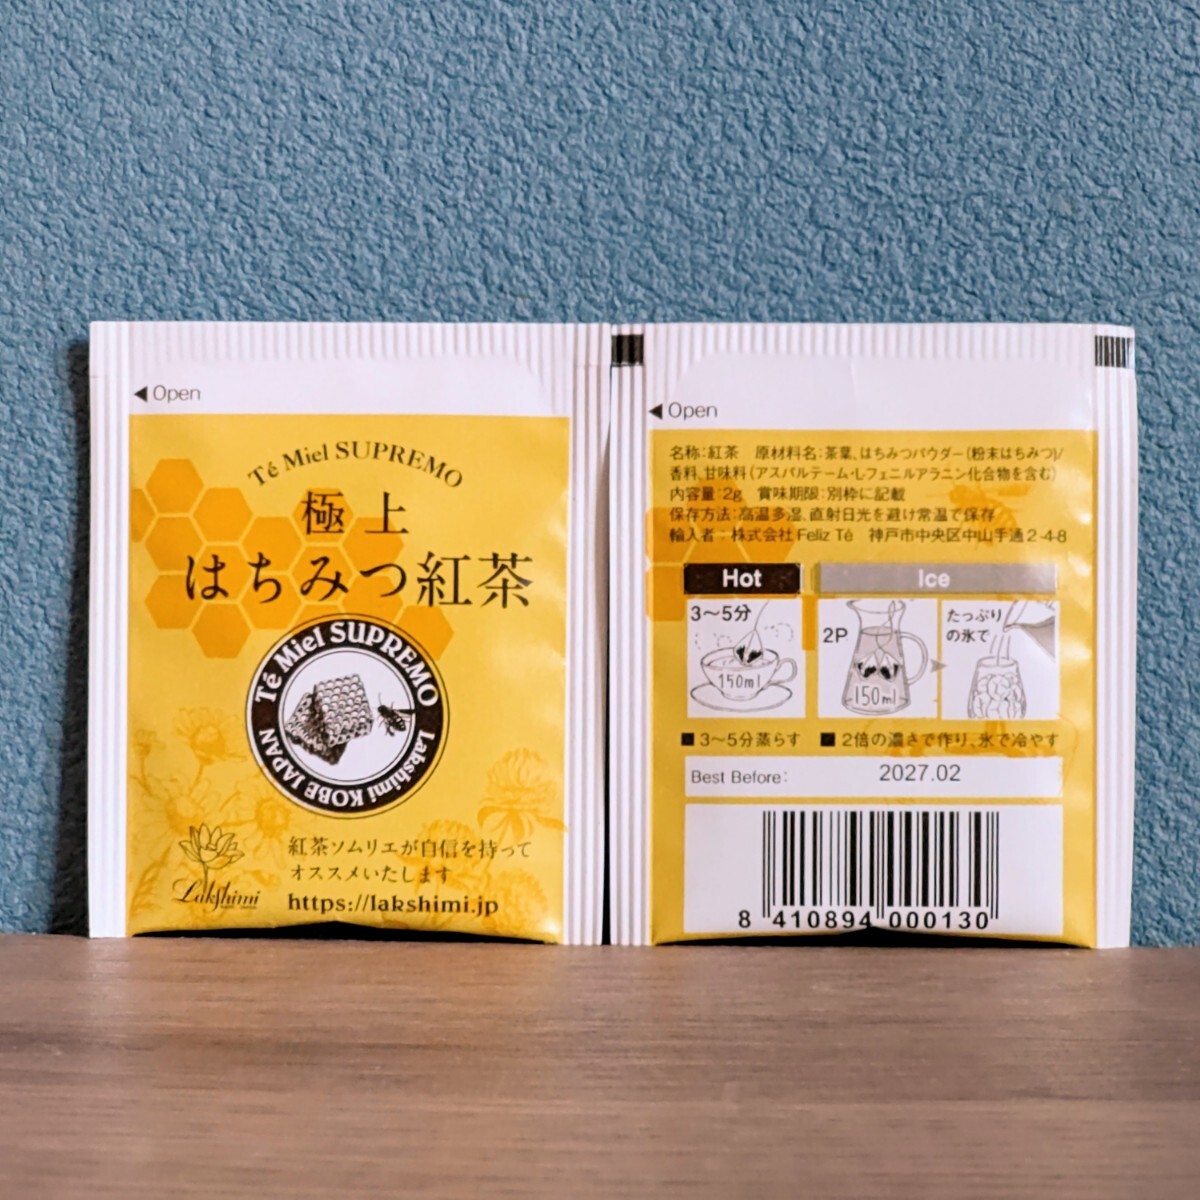 ◀ Open
Té Miel SUPREMO
極上
はちみつ紅茶
Té Miel SUPREMO
Lakshimi KOBE JAPAN
Lakshimi
紅茶ソムリエが自信を持って
オススメいたします
https://lakshimi.jp
◀ Open
名称:紅茶 原材料名:茶葉、はちみつパウダー(粉末はちみつ)/
香料、甘味料(アスパルテーム・L-フェニルアラニン化合物を含む)
内容量:2g 賞味期限:別枠に記載
保存方法:高温多湿、直射日光を避け常温で保存
輸入者:株式会社Feliz Té 神戸市中央区中山手通2-4-8
Hot
Ice
3〜5分
150ml
2P
150ml
たっぷり
の氷で
■ 3〜5分蒸らす ■ 2倍の濃さで作り、氷で冷やす
Best Before: 2027.02
8 410894 000130